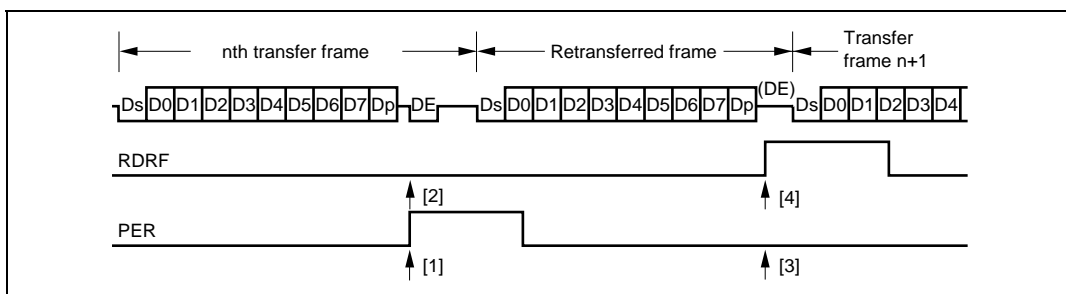 nth transfer frame Retransferred frame Transfer
frame n+1
Ds D0 D1 D2 D3 D4 D5 D6 D7 Dp DE Ds D0 D1 D2 D3 D4 D5 D6 D7 Dp (DE) Ds D0 D1 D2 D3 D4
RDRF
[2] [4]
PER
[1] [3]